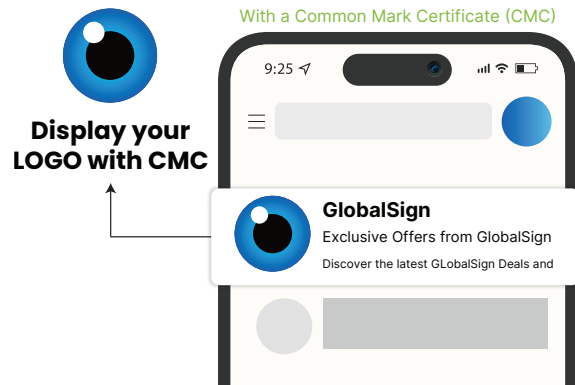 With a Common Mark Certificate (CMC)
9:25
Display your
LOGO with CMC
GlobalSign
Exclusive Offers from GlobalSign
Discover the latest GLobalSign Deals and